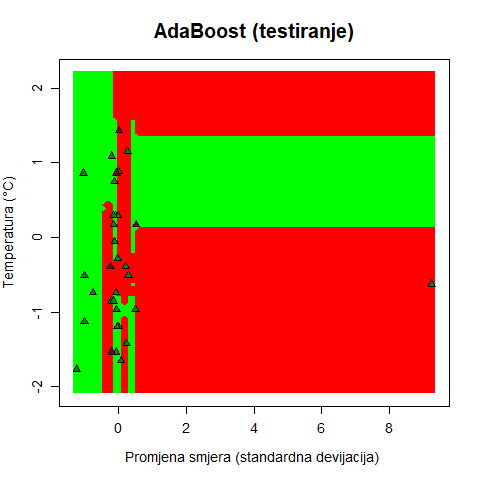 AdaBoost (testiranje)
Temperatura (°C)
2
1
0
-1
-2
0 2 4 6 8
Promjena smjera (standardna devijacija)